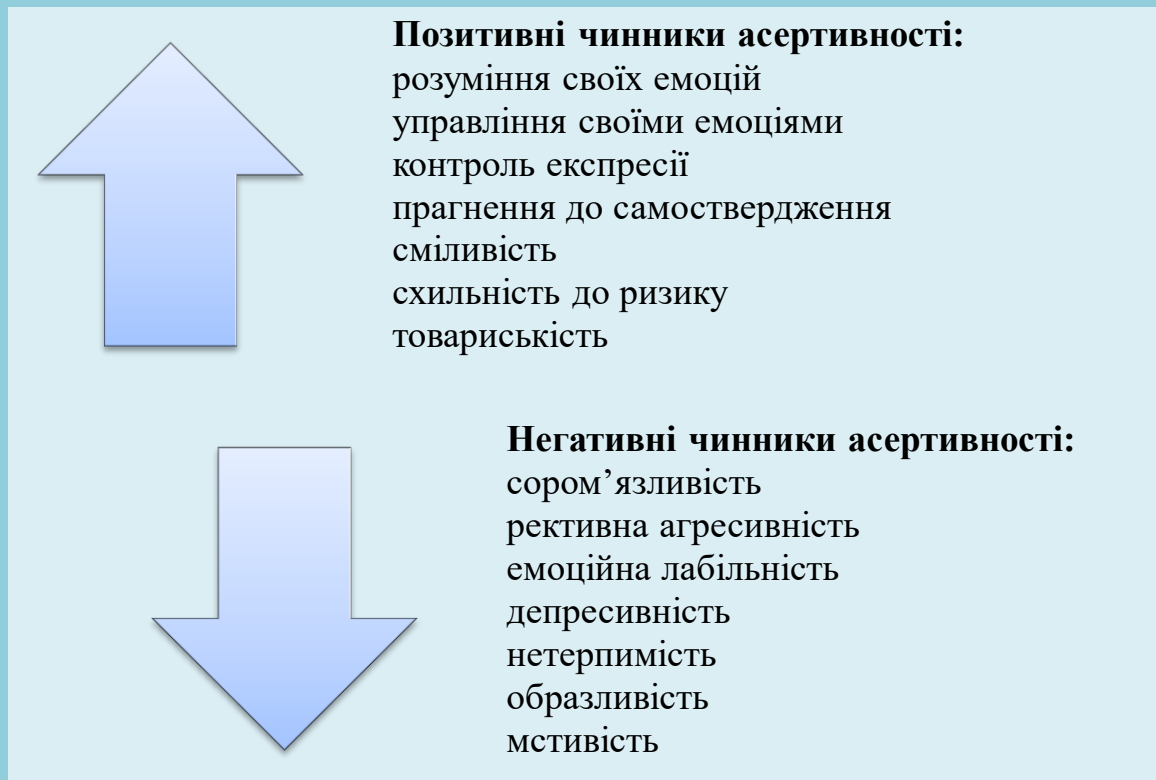 Позитивні чинники асертивності:
розуміння своїх емоцій
управління своїми емоціями
контроль експресії
прагнення до самоствердження
сміливість
схильність до ризику
товариськість
Негативні чинники асертивності:
сором’язливість
рективна агресивність
емоційна лабільність
депресивність
нетерпимість
образливість
мстивість